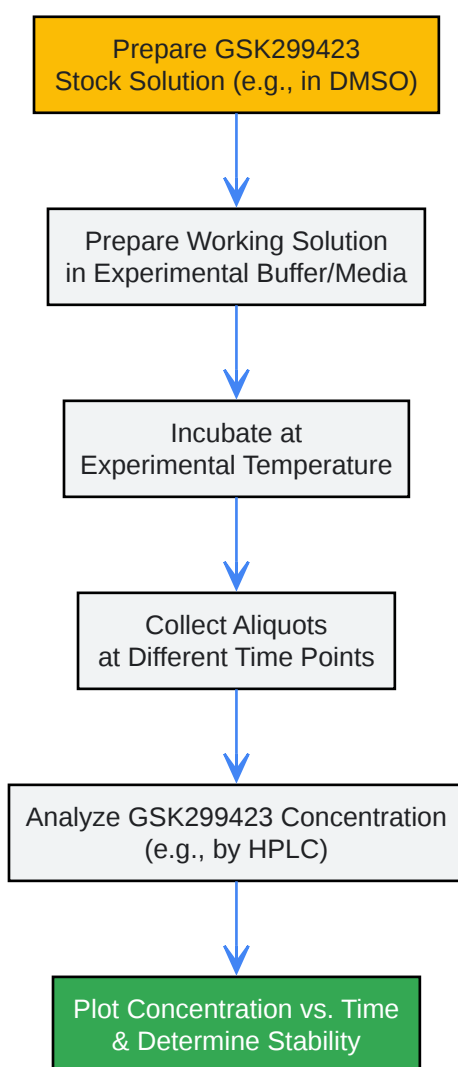 Prepare GSK299423
Stock Solution (e.g., in DMSO)
Prepare Working Solution
in Experimental Buffer/Media
Incubate at
Experimental Temperature
Collect Aliquots
at Different Time Points
Analyze GSK299423 Concentration
(e.g., by HPLC)
Plot Concentration vs. Time
& Determine Stability